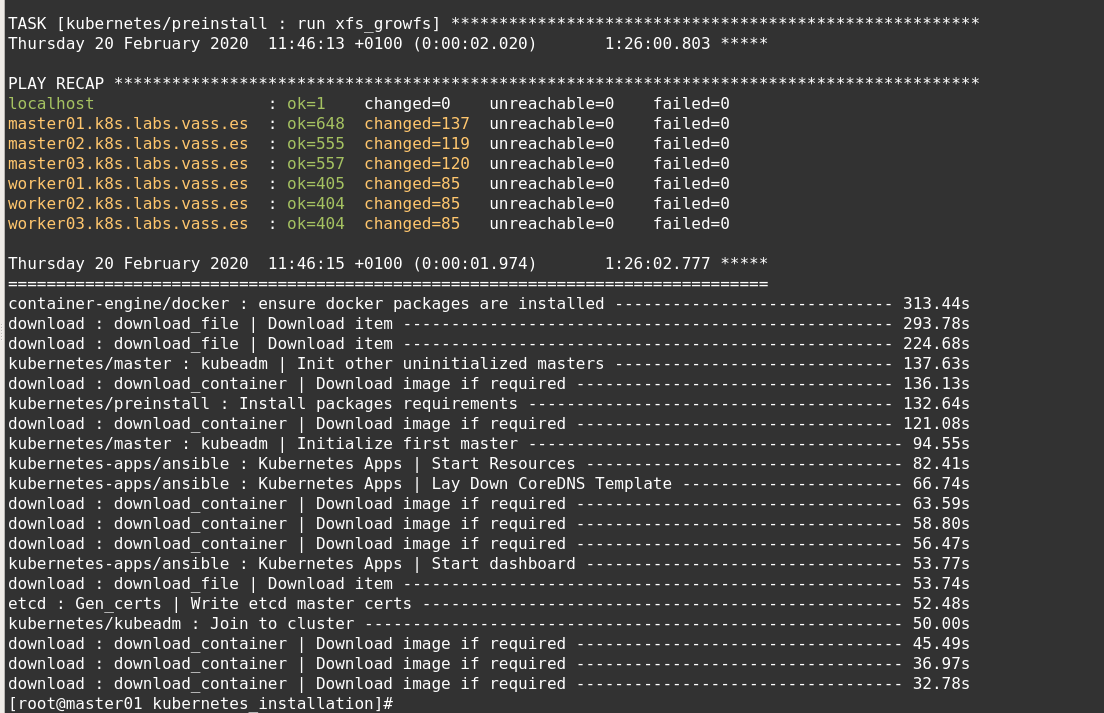 TASK [kubernetes/preinstall : run xfs_growfs] *******************************************************
Thursday 20 February 2020  11:46:13 +0100 (0:00:02.020)       1:26:00.803 *****
PLAY RECAP ******************************************************************************************
localhost                  : ok=1    changed=0    unreachable=0    failed=0
master01.k8s.labs.vass.es  : ok=648  changed=137  unreachable=0    failed=0
master02.k8s.labs.vass.es  : ok=555  changed=119  unreachable=0    failed=0
master03.k8s.labs.vass.es  : ok=557  changed=120  unreachable=0    failed=0
worker01.k8s.labs.vass.es  : ok=405  changed=85   unreachable=0    failed=0
worker02.k8s.labs.vass.es  : ok=404  changed=85   unreachable=0    failed=0
worker03.k8s.labs.vass.es  : ok=404  changed=85   unreachable=0    failed=0
Thursday 20 February 2020  11:46:15 +0100 (0:00:01.974)       1:26:02.777 *****
===============================================================================
container-engine/docker : ensure docker packages are installed ----------------------------- 313.44s
download : download_file | Download item --------------------------------------------------- 293.78s
download : download_file | Download item --------------------------------------------------- 224.68s
kubernetes/master : kubeadm | Init other uninitialized masters ----------------------------- 137.63s
download : download_container | Download image if required --------------------------------- 136.13s
kubernetes/preinstall : Install packages requirements -------------------------------------- 132.64s
download : download_container | Download image if required --------------------------------- 121.08s
kubernetes/master : kubeadm | Initialize first master --------------------------------------- 94.55s
kubernetes-apps/ansible : Kubernetes Apps | Start Resources --------------------------------- 82.41s
kubernetes-apps/ansible : Kubernetes Apps | Lay Down CoreDNS Template ----------------------- 66.74s
download : download_container | Download image if required ---------------------------------- 63.59s
download : download_container | Download image if required ---------------------------------- 58.80s
download : download_container | Download image if required ---------------------------------- 56.47s
kubernetes-apps/ansible : Kubernetes Apps | Start dashboard --------------------------------- 53.77s
download : download_file | Download item ---------------------------------------------------- 53.74s
etcd : Gen_certs | Write etcd master certs -------------------------------------------------- 52.48s
kubernetes/kubeadm : Join to cluster -------------------------------------------------------- 50.00s
download : download_container | Download image if required ---------------------------------- 45.49s
download : download_container | Download image if required ---------------------------------- 36.97s
download : download_container | Download image if required ---------------------------------- 32.78s
[root@master01 kubernetes_installation]#